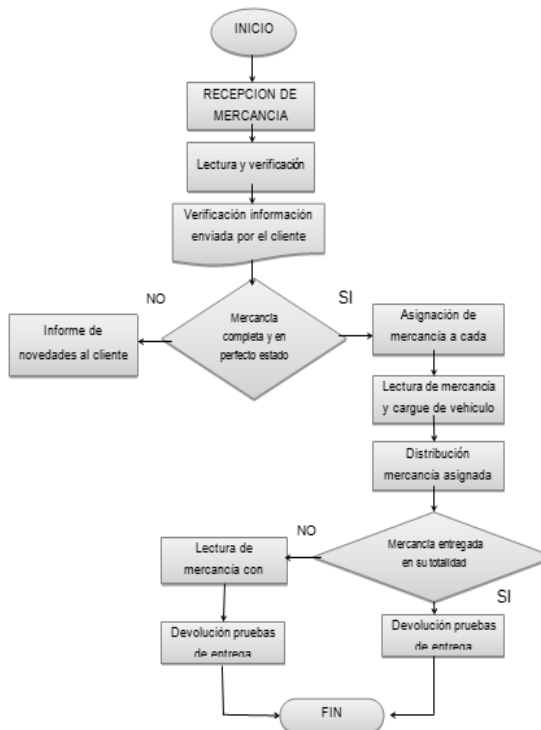 INICIO
RECEPCION DE
MERCANCIA
Lectura y verificación
Verificación información
enviada por el cliente
NO
SI
Mercancía
completa y en
perfecto estado
Informe de
novedades al cliente
Asignación de
mercancía a cada
Lectura de mercancía
y cargue de vehículo
Distribución
mercancía asignada
NO
Mercancía entregada
en su totalidad
SI
Lectura de
mercancía con
Devolución pruebas
de entrega
Devolución pruebas
de entrega
FIN